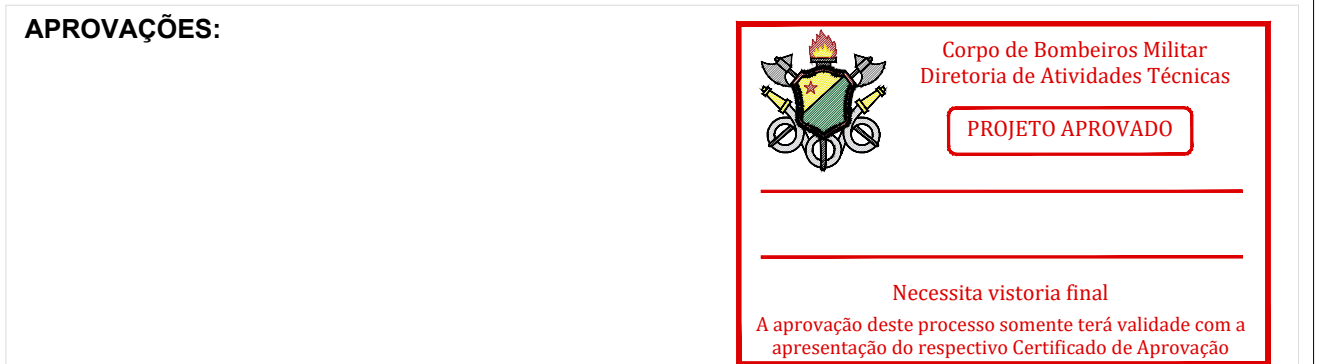 APROVAÇÕES:
Corpo de Bombeiros Militar
Diretoria de Atividades Técnicas
PROJETO APROVADO
Necessita vistoria final
A aprovação deste processo somente terá validade com a
apresentação do respectivo Certificado de Aprovação